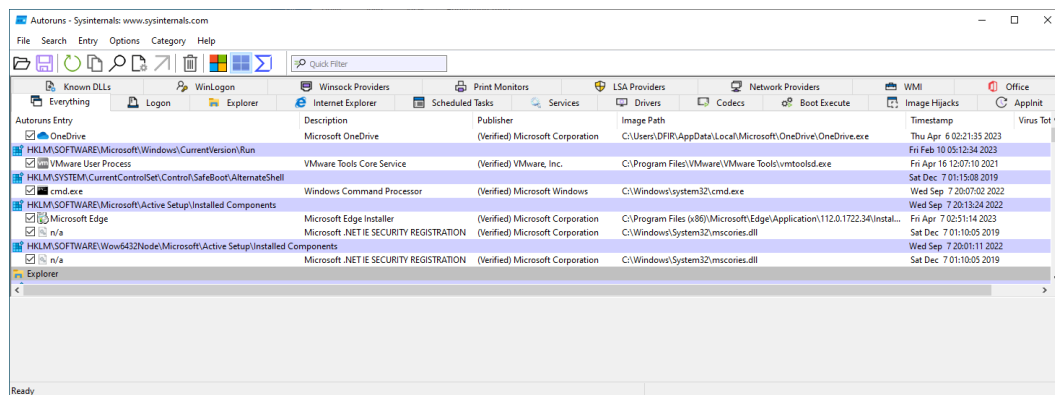 Autoruns - Sysinternals: www.sysinternals.com
File Search Entry Options Category Help
Quick Filter
Known DLLs WinLogon Winsock Providers Print Monitors LSA Providers Network Providers WMI Office
Everything Logon Explorer Internet Explorer Scheduled Tasks Services Drivers Codecs Boot Execute Image Hijacks AppInit
Autoruns Entry Description Publisher Image Path Timestamp Virus Tot
OneDrive Microsoft OneDrive (Verified) Microsoft Corporation C:\Users\DFIR\AppData\Local\Microsoft\OneDrive\OneDrive.exe Thu Apr 6 02:21:35 2023
HKLM\SOFTWARE\Microsoft\Windows\CurrentVersion\Run Fri Feb 10 05:12:34 2023
VMware User Process VMware Tools Core Service (Verified) VMware, Inc. C:\Program Files\VMware\VMware Tools\vmtoolsd.exe Fri Apr 16 12:07:10 2021
HKLM\SYSTEM\CurrentControlSet\Control\SafeBoot\AlternateShell Sat Dec 7 01:15:08 2019
cmd.exe Windows Command Processor (Verified) Microsoft Windows C:\Windows\system32\cmd.exe Wed Sep 7 20:07:02 2022
HKLM\SOFTWARE\Microsoft\Active Setup\Installed Components Wed Sep 7 20:13:24 2022
Microsoft Edge Microsoft Edge Installer (Verified) Microsoft Corporation C:\Program Files (x86)\Microsoft\Edge\Application\112.0.1722.34\Instal... Fri Apr 7 02:51:14 2023
n/a Microsoft .NET IE SECURITY REGISTRATION (Verified) Microsoft Corporation C:\Windows\System32\mscories.dll Sat Dec 7 01:10:05 2019
HKLM\SOFTWARE\Wow6432Node\Microsoft\Active Setup\Installed Components Wed Sep 7 20:01:11 2022
n/a Microsoft .NET IE SECURITY REGISTRATION (Verified) Microsoft Corporation C:\Windows\System32\mscories.dll Sat Dec 7 01:10:05 2019
Explorer
Ready